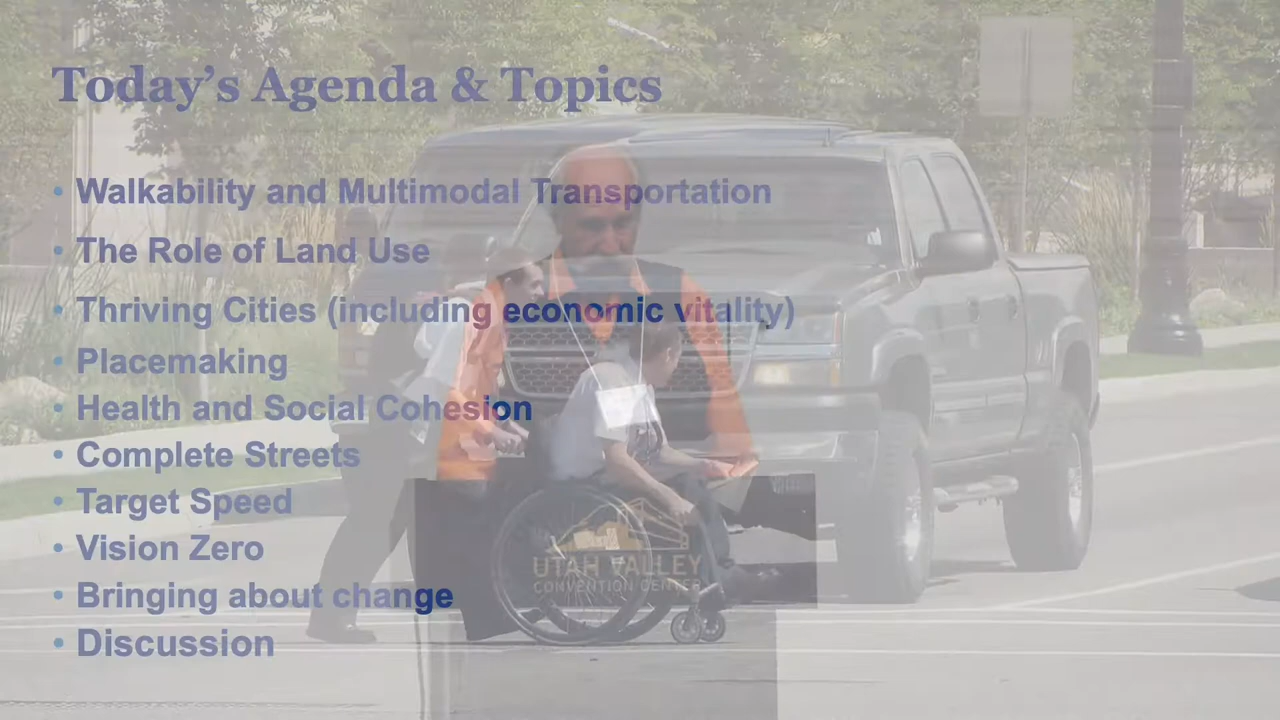 Today’s Agenda & Topics
• Walkability and Multimodal Transportation
• The Role of Land Use
• Thriving Cities (including economic vitality)
• Placemaking
• Health and Social Cohesion
• Complete Streets
• Target Speed
• Vision Zero
• Bringing about change
• Discussion
UTAH VALLEY
CONVENTION CENTER